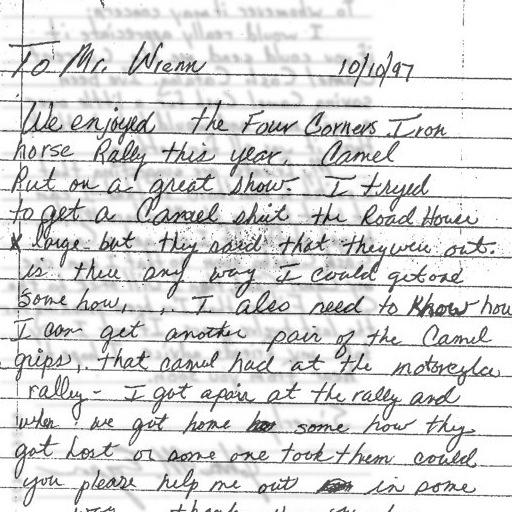 To Mr. Wrenn 10/10/97
We enjoyed the Four Corners Iron
horse Rally this year. Camel
Put on a great show. I tryed
to get a Camel shirt the Road House
x large but they said that they were out.
is there any way I could get one
some how, . I also need to know how
I can get another pair of the Camel
grips, that camel had at the motorcycle
rally - I got a pair at the rally and
when we got home some how they
got lost or some one took them could
you please help me out in some
way